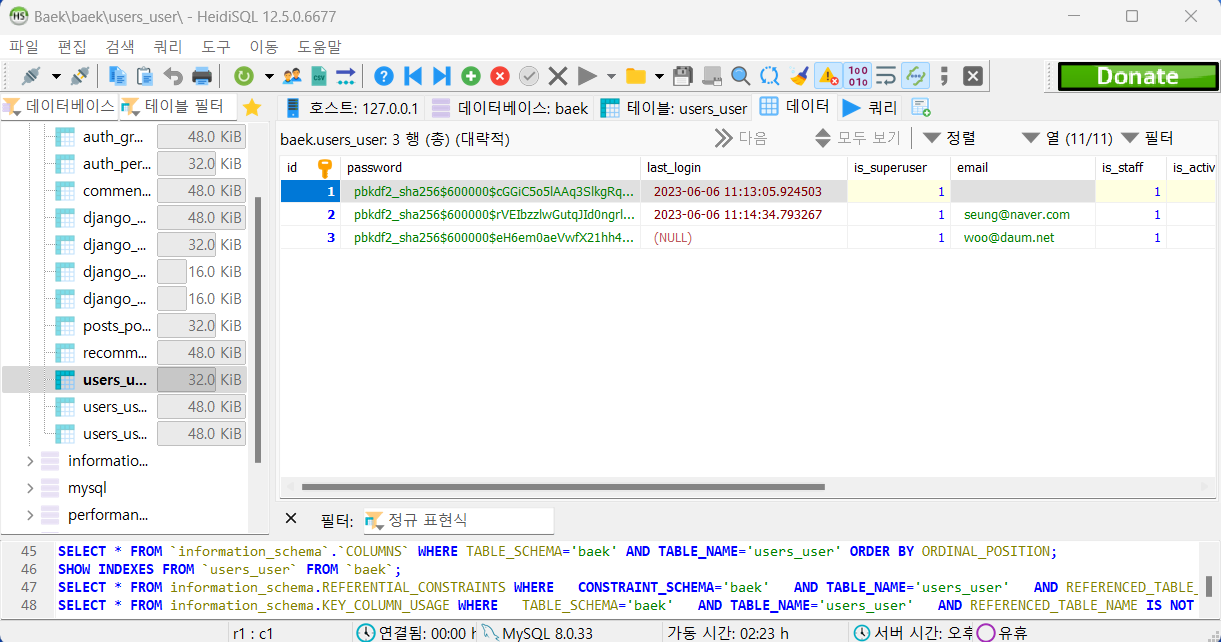 Baek\baek\users_user\ - HeidiSQL 12.5.0.6677
파일 편집 검색 쿼리 도구 이동 도움말
Donate
데이터베이스 테이블 필터
호스트: 127.0.0.1 데이터베이스: baek 테이블: users_user 데이터 쿼리
baek.users_user: 3 행 (총) (대략적) 다음 모두 보기 정렬 열 (11/11) 필터
auth_gr... 48.0 KiB
auth_per... 32.0 KiB
commen... 48.0 KiB
django_... 48.0 KiB
django_... 32.0 KiB
django_... 16.0 KiB
django_... 16.0 KiB
posts_po... 32.0 KiB
recomm... 48.0 KiB
users_u... 32.0 KiB
users_us... 48.0 KiB
users_us... 48.0 KiB
informatio...
mysql
performan...
id password last_login is_superuser email is_staff is_activ
1 pbkdf2_sha256$600000$cGGiC5o5lAAq3SlkgRq... 2023-06-06 11:13:05.924503 1 1
2 pbkdf2_sha256$600000$rVEIbzzlwGutqJId0ngrl... 2023-06-06 11:14:34.793267 1 seung@naver.com 1
3 pbkdf2_sha256$600000$eH6em0aeVwfX21hh4... (NULL) 1 woo@daum.net 1
필터: 정규 표현식
45 SELECT * FROM `information_schema`.`COLUMNS` WHERE TABLE_SCHEMA='baek' AND TABLE_NAME='users_user' ORDER BY ORDINAL_POSITION;
46 SHOW INDEXES FROM `users_user` FROM `baek`;
47 SELECT * FROM information_schema.REFERENTIAL_CONSTRAINTS WHERE CONSTRAINT_SCHEMA='baek' AND TABLE_NAME='users_user' AND REFERENCED_TABLE_
48 SELECT * FROM information_schema.KEY_COLUMN_USAGE WHERE TABLE_SCHEMA='baek' AND TABLE_NAME='users_user' AND REFERENCED_TABLE_NAME IS NOT
r1 : c1 연결됨: 00:00 h MySQL 8.0.33 가동 시간: 02:23 h 서버 시간: 오후 유휴